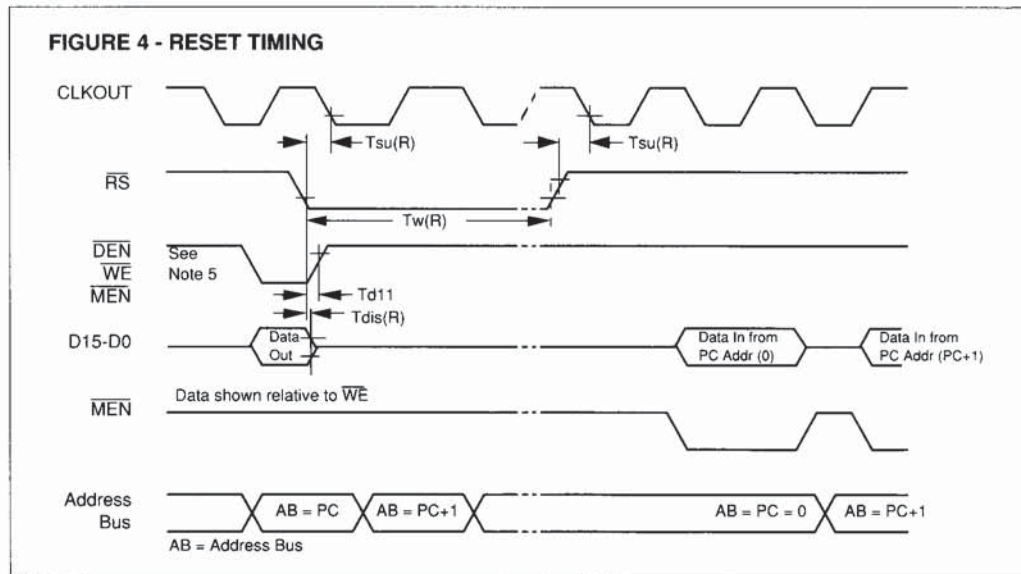 FIGURE 4 - RESET TIMING
CLKOUT
Tsu(R)
Tsu(R)
RS
Tw(R)
DEN
WE
MEN
See
Note 5
Td11
Tdis(R)
D15-D0
Data
Out
Data In from
PC Addr (0)
Data In from
PC Addr (PC+1)
Data shown relative to WE
MEN
Address
Bus
AB = PC
AB = PC+1
AB = PC = 0
AB = PC+1
AB = Address Bus